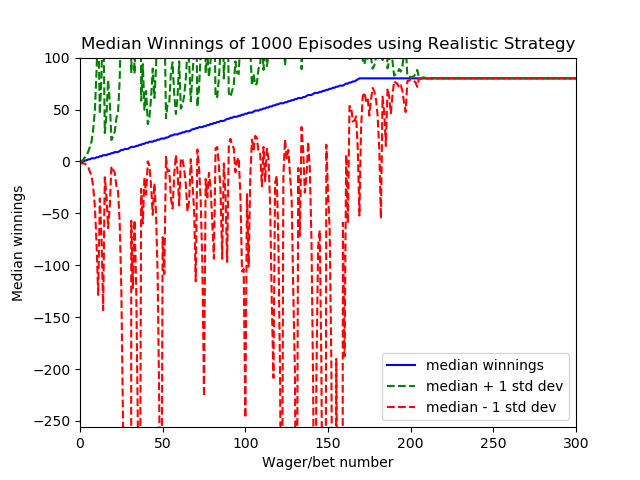 Median Winnings of 1000 Episodes using Realistic Strategy
100
50
0
−50
−100
−150
−200
−250
Median winnings
0 50 100 150 200 250 300
Wager/bet number
median winnings
median + 1 std dev
median - 1 std dev